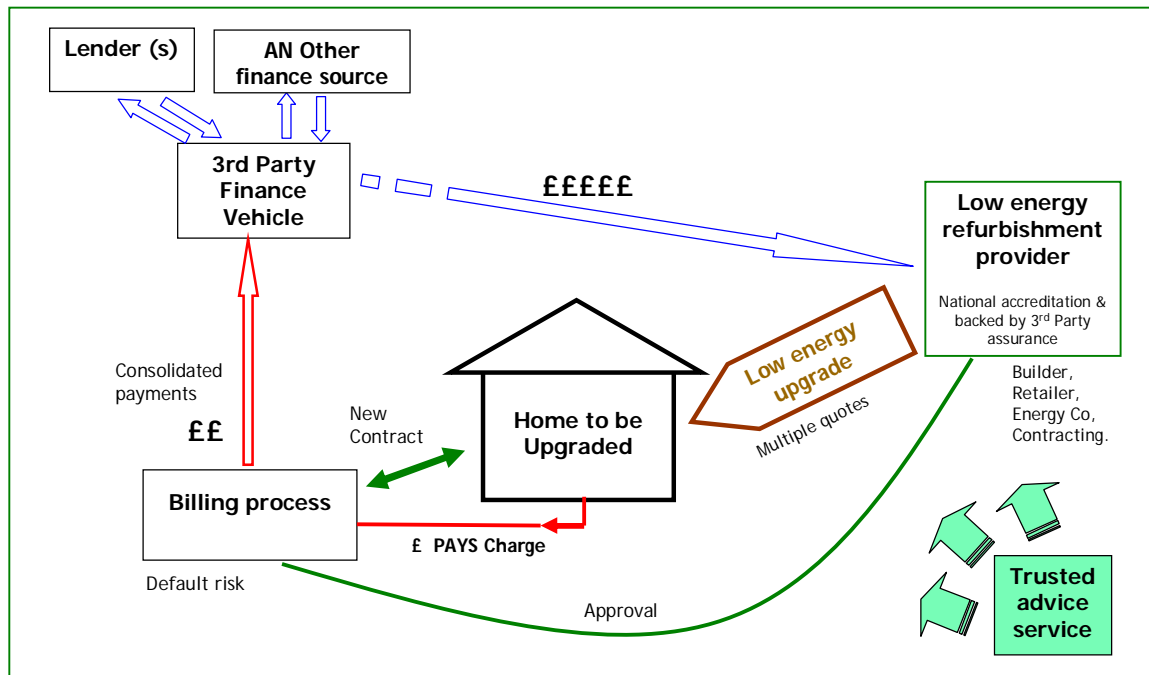 Lender (s)
AN Other
finance source
3rd Party
Finance
Vehicle
£££££
Low energy
refurbishment
provider
National accreditation &
backed by 3rd Party
assurance
Builder,
Retailer,
Energy Co,
Contracting.
Low energy
upgrade
Multiple quotes
Consolidated
payments
££
New
Contract
Home to be
Upgraded
Billing process
£ PAYS Charge
Default risk
Approval
Trusted
advice
service